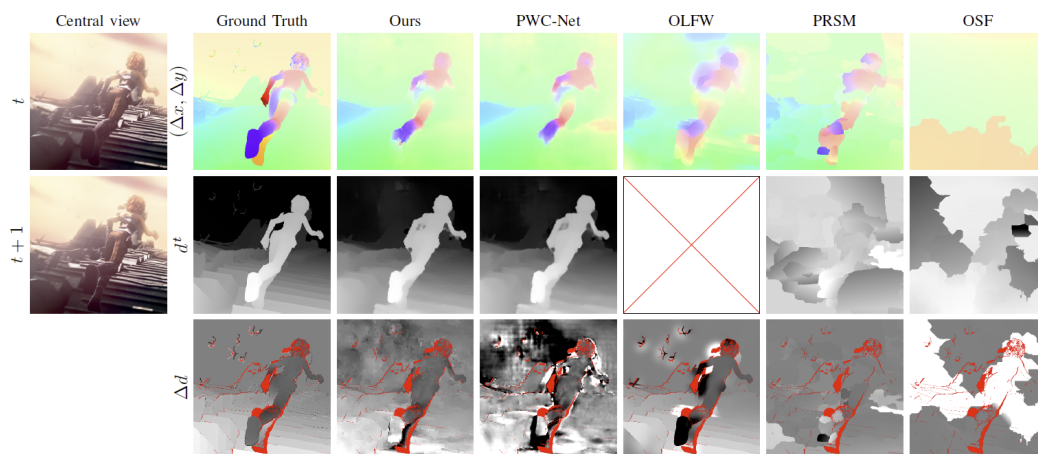 Central view Ground Truth Ours PWC-Net OLFW PRSM OSF
t
(Δx, Δy)
t + 1
d^t
Δd